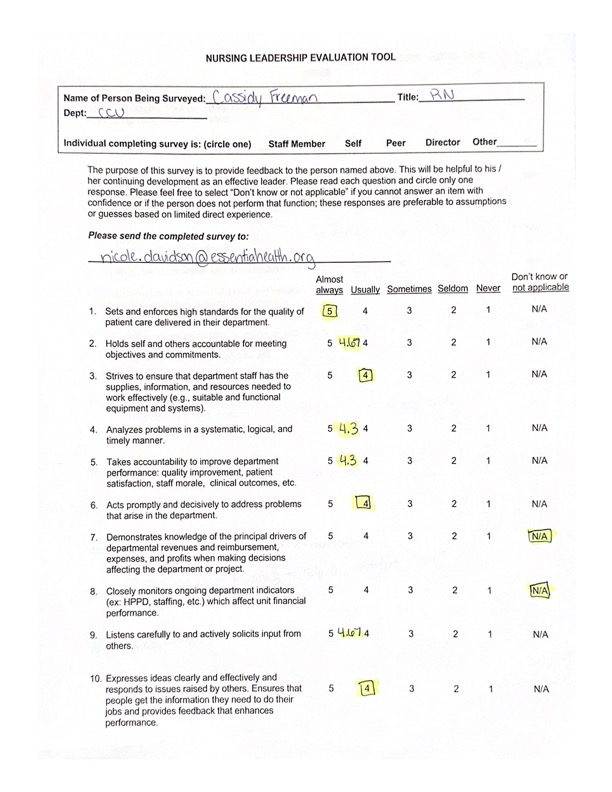 NURSING LEADERSHIP EVALUATION TOOL
Name of Person Being Surveyed: Cassidy Freeman Title: RN
Dept: CCU
Individual completing survey is: (circle one) Staff Member Self Peer Director Other
The purpose of this survey is to provide feedback to the person named above. This will be helpful to his /
her continuing development as an effective leader. Please read each question and circle only one
response. Please feel free to select "Don't know or not applicable" if you cannot answer an item with
confidence or if the person does not perform that function; these responses are preferable to assumptions
or guesses based on limited direct experience.
Please send the completed survey to:
nicole.davidson@essentiahealth.org
Almost Don't know or
always Usually Sometimes Seldom Never not applicable
1. Sets and enforces high standards for the quality of 5 4 3 2 1 N/A
patient care delivered in their department.
2. Holds self and others accountable for meeting 5 4.67 4 3 2 1 N/A
objectives and commitments.
3. Strives to ensure that department staff has the 5 4 3 2 1 N/A
supplies, information, and resources needed to
work effectively (e.g., suitable and functional
equipment and systems).
4. Analyzes problems in a systematic, logical, and 5 4.3 4 3 2 1 N/A
timely manner.
5. Takes accountability to improve department 5 4.3 4 3 2 1 N/A
performance: quality improvement, patient
satisfaction, staff morale, clinical outcomes, etc.
6. Acts promptly and decisively to address problems 5 4 3 2 1 N/A
that arise in the department.
7. Demonstrates knowledge of the principal drivers of 5 4 3 2 1 N/A
departmental revenues and reimbursement,
expenses, and profits when making decisions
affecting the department or project.
8. Closely monitors ongoing department indicators 5 4 3 2 1 N/A
(ex: HPPD, staffing, etc.) which affect unit financial
performance.
9. Listens carefully to and actively solicits input from 5 4.67 4 3 2 1 N/A
others.
10. Expresses ideas clearly and effectively and
responds to issues raised by others. Ensures that 5 4 3 2 1 N/A
people get the information they need to do their
jobs and provides feedback that enhances
performance.